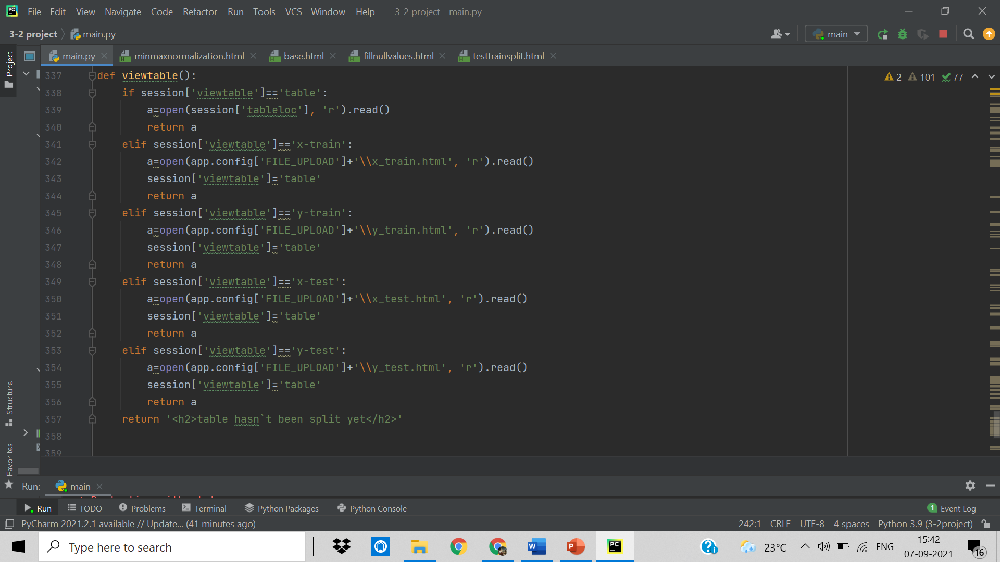 File Edit View Navigate Code Refactor Run Tools VCS Window Help 3-2 project - main.py
3-2 project main.py main
Project main.py minmaxnormalization.html base.html fillnullvalues.html testtrainsplit.html
2 101 77
337 def viewtable():
338 if session['viewtable']=='table':
339 a=open(session['tableloc'], 'r').read()
340 return a
341 elif session['viewtable']=='x-train':
342 a=open(app.config['FILE_UPLOAD']+'\\x_train.html', 'r').read()
343 session['viewtable']='table'
344 return a
345 elif session['viewtable']=='y-train':
346 a=open(app.config['FILE_UPLOAD']+'\\y_train.html', 'r').read()
347 session['viewtable']='table'
348 return a
349 elif session['viewtable']=='x-test':
350 a=open(app.config['FILE_UPLOAD']+'\\x_test.html', 'r').read()
351 session['viewtable']='table'
352 return a
353 elif session['viewtable']=='y-test':
354 a=open(app.config['FILE_UPLOAD']+'\\y_test.html', 'r').read()
355 session['viewtable']='table'
356 return a
357 return '<h2>table hasn`t been split yet</h2>'
358
359
Structure
Favorites
Run: main
Run TODO Problems Terminal Python Packages Python Console 1 Event Log
PyCharm 2021.2.1 available // Update... (41 minutes ago) 242:1 CRLF UTF-8 4 spaces Python 3.9 (3-2project)
Type here to search 23°C ENG 15:42
07-09-2021 16